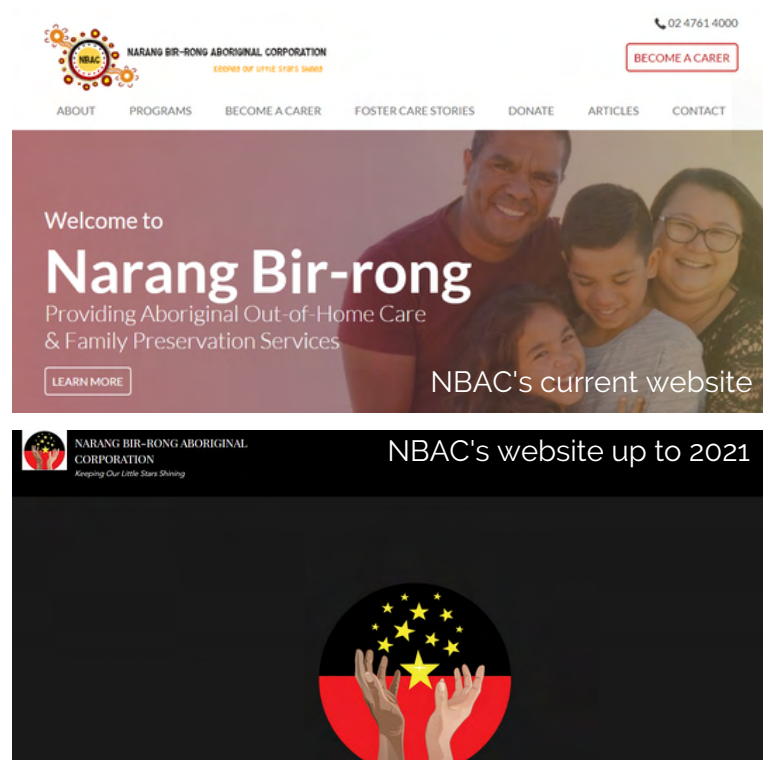 02 4761 4000
NBAC
NARANG BIR-RONG ABORIGINAL CORPORATION
KEEPING OUR LITTLE STARS SHINING
BECOME A CARER
ABOUT PROGRAMS BECOME A CARER FOSTER CARE STORIES DONATE ARTICLES CONTACT
Welcome to
Narang Bir-rong
Providing Aboriginal Out-of-Home Care
& Family Preservation Services
LEARN MORE
NBAC's current website
NARANG BIR-RONG ABORIGINAL
CORPORATION
Keeping Our Little Stars Shining
NBAC's website up to 2021